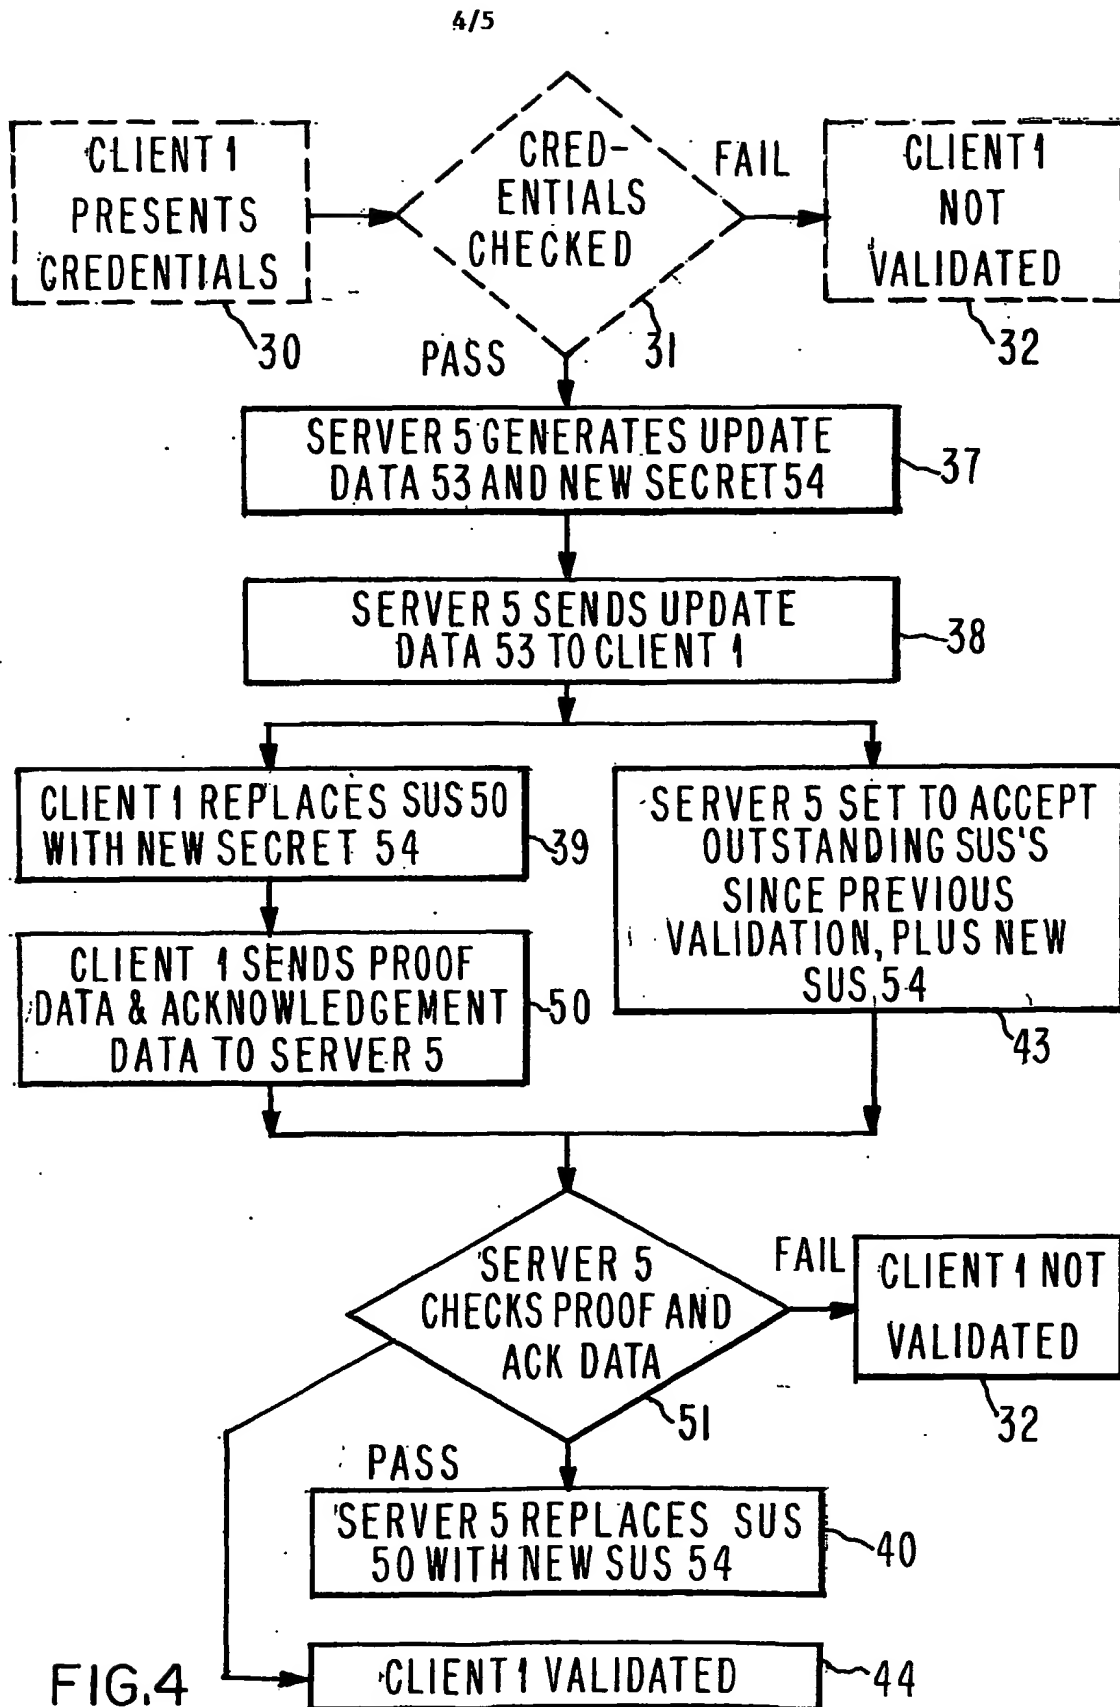 4/5
CLIENT 1
PRESENTS
CREDENTIALS
30
CRED-
ENTIALS
CHECKED
31
FAIL
CLIENT 1
NOT
VALIDATED
32
PASS
SERVER 5 GENERATES UPDATE
DATA 53 AND NEW SECRET 54
37
SERVER 5 SENDS UPDATE
DATA 53 TO CLIENT 1
38
CLIENT 1 REPLACES SUS 50
WITH NEW SECRET 54
39
SERVER 5 SET TO ACCEPT
OUTSTANDING SUS'S
SINCE PREVIOUS
VALIDATION, PLUS NEW
SUS 54
43
CLIENT 1 SENDS PROOF
DATA & ACKNOWLEDGEMENT
DATA TO SERVER 5
50
SERVER 5
CHECKS PROOF AND
ACK DATA
51
FAIL
CLIENT 1 NOT
VALIDATED
32
PASS
SERVER 5 REPLACES SUS
50 WITH NEW SUS 54
40
CLIENT 1 VALIDATED
44
FIG.4